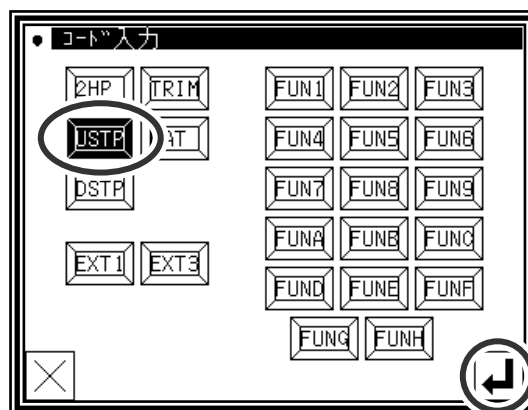 コード入力
2HP TRIM FUN1 FUN2 FUN3
USTP FUN4 FUN5 FUN6
DSTP FUN7 FUN8 FUN9
FUNA FUNB FUNC
EXT1 EXT3
FUND FUNE FUNF
FUNG FUNH